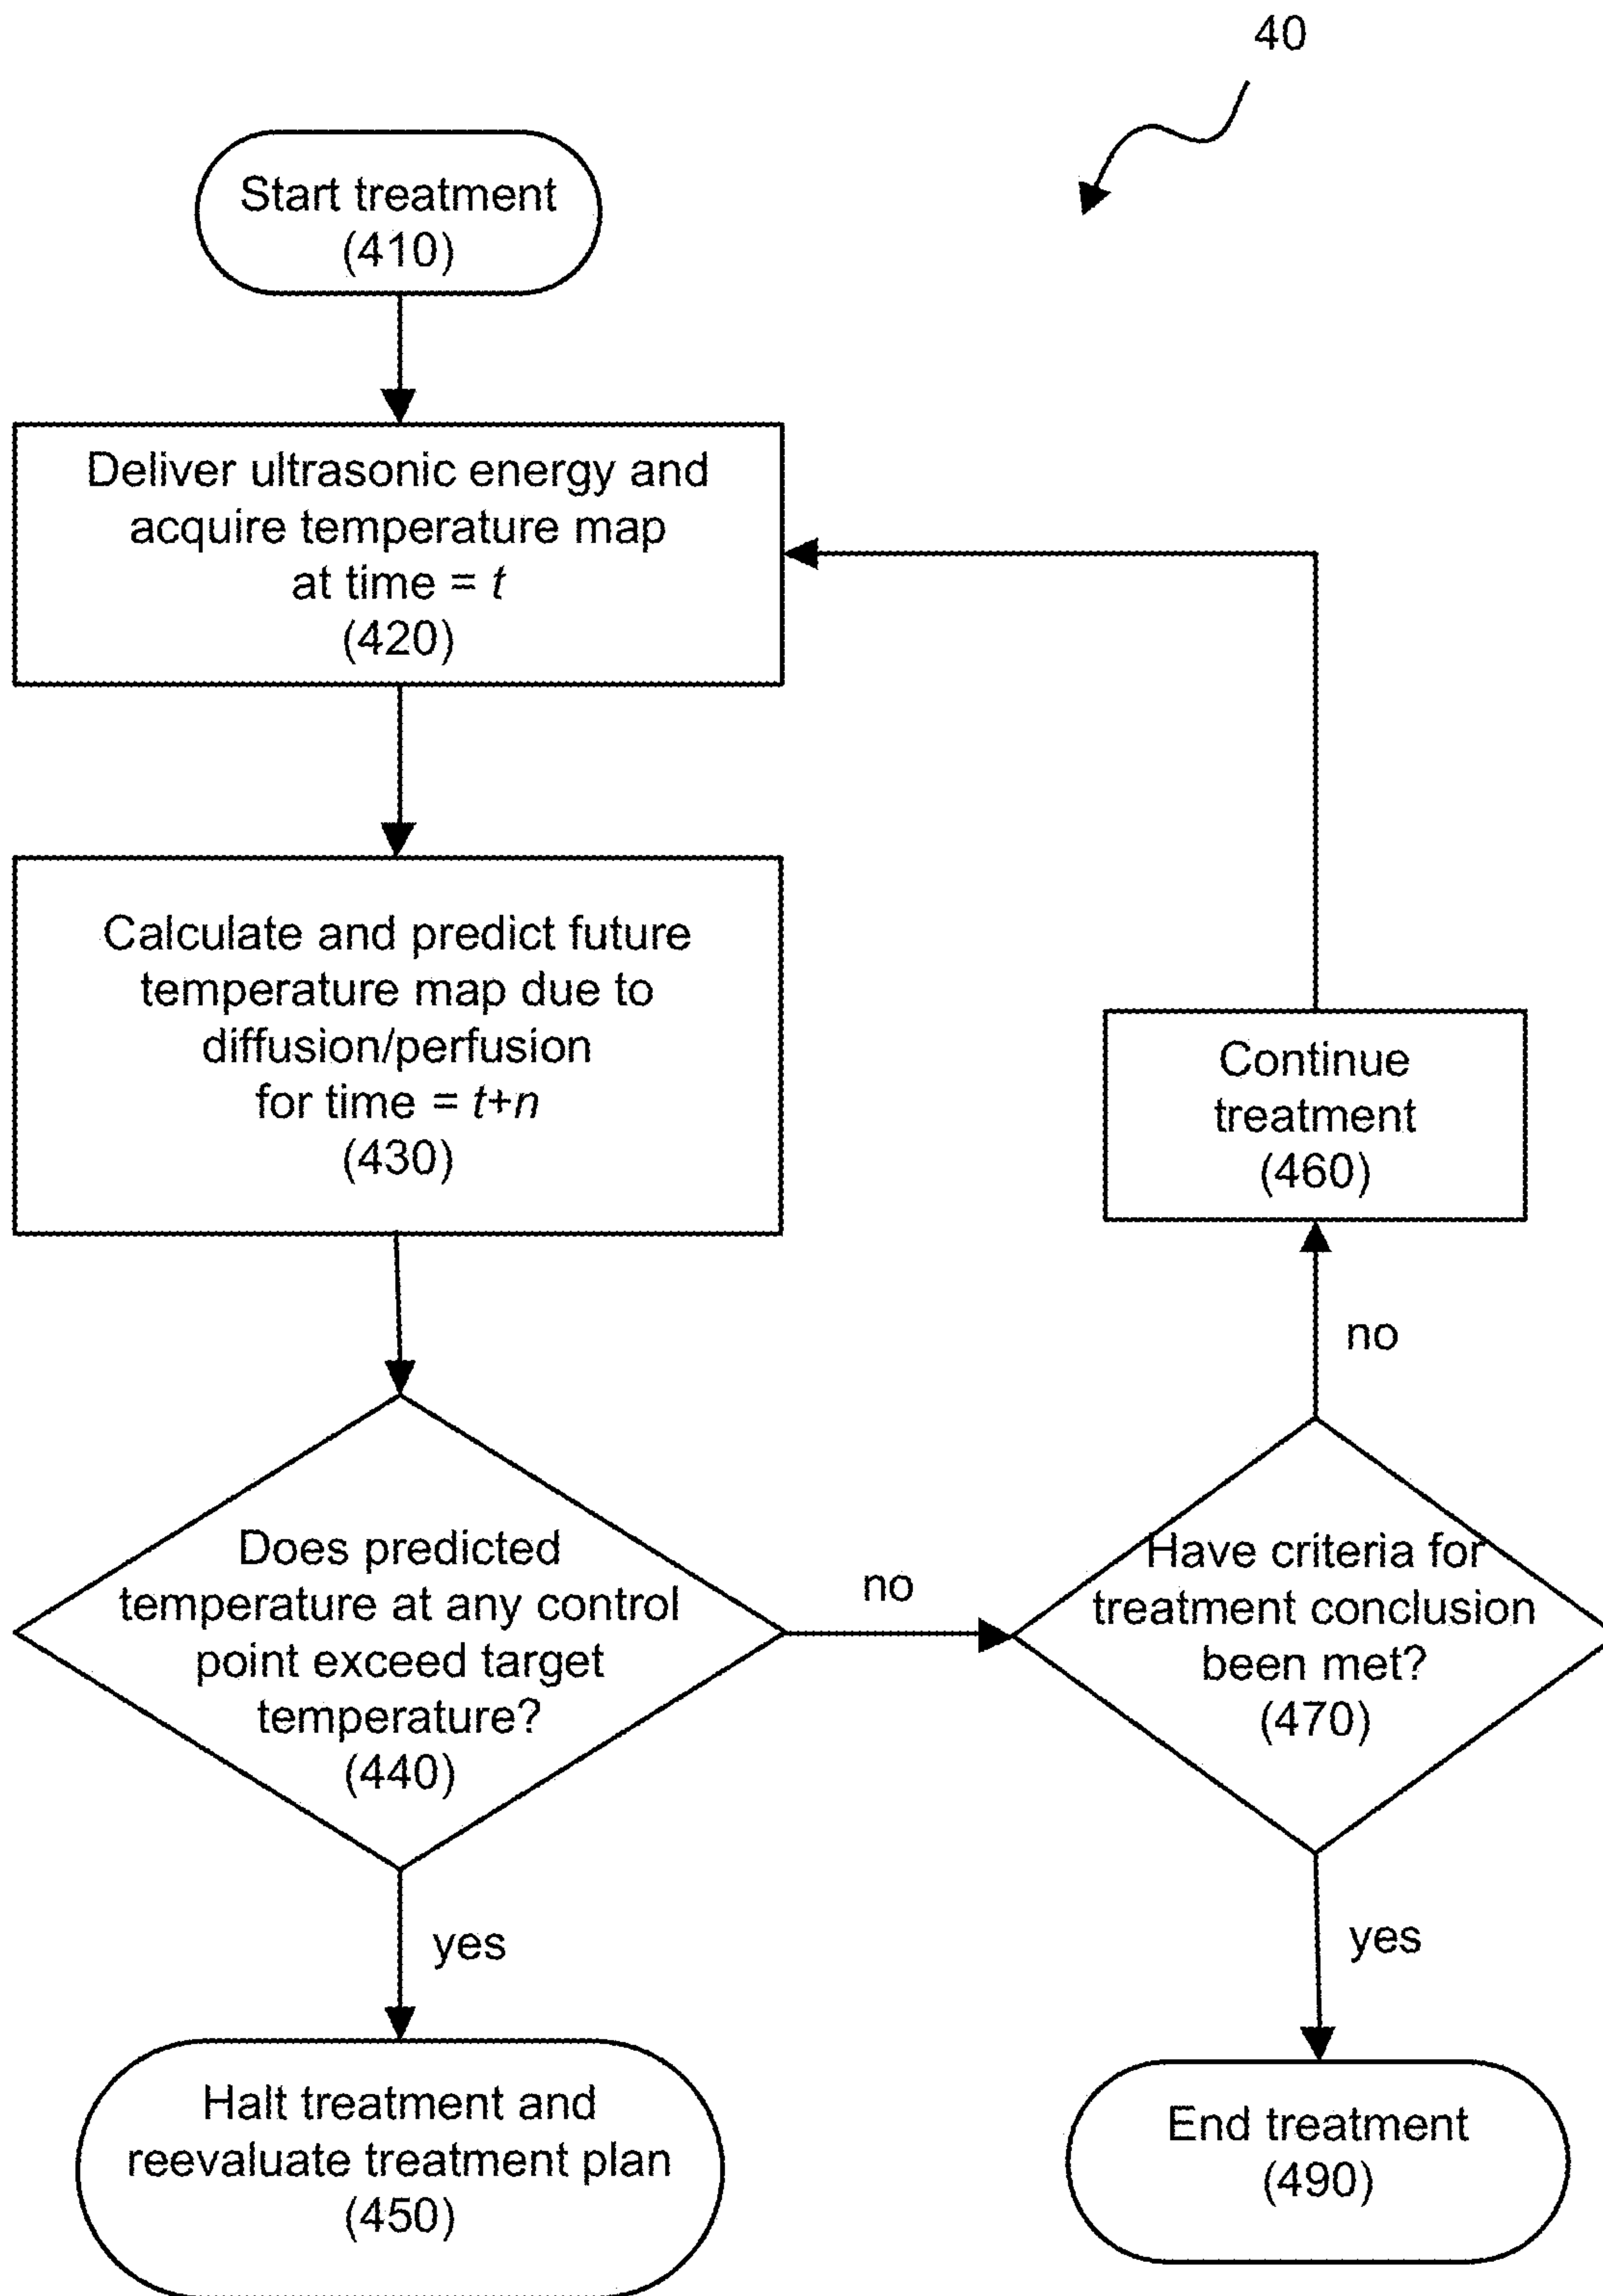 40
Start treatment
(410)
Deliver ultrasonic energy and
acquire temperature map
at time = t
(420)
Calculate and predict future
temperature map due to
diffusion/perfusion
for time = t+n
(430)
Continue
treatment
(460)
no
Does predicted
temperature at any control
point exceed target
temperature?
(440)
no
Have criteria for
treatment conclusion
been met?
(470)
yes
yes
Halt treatment and
reevaluate treatment plan
(450)
End treatment
(490)